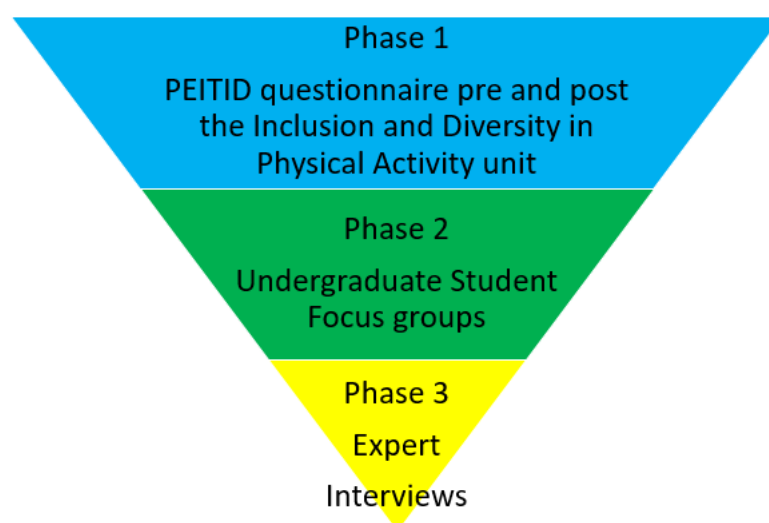 Phase 1
PEITID questionnaire pre and post
the Inclusion and Diversity in
Physical Activity unit
Phase 2
Undergraduate Student
Focus groups
Phase 3
Expert
Interviews